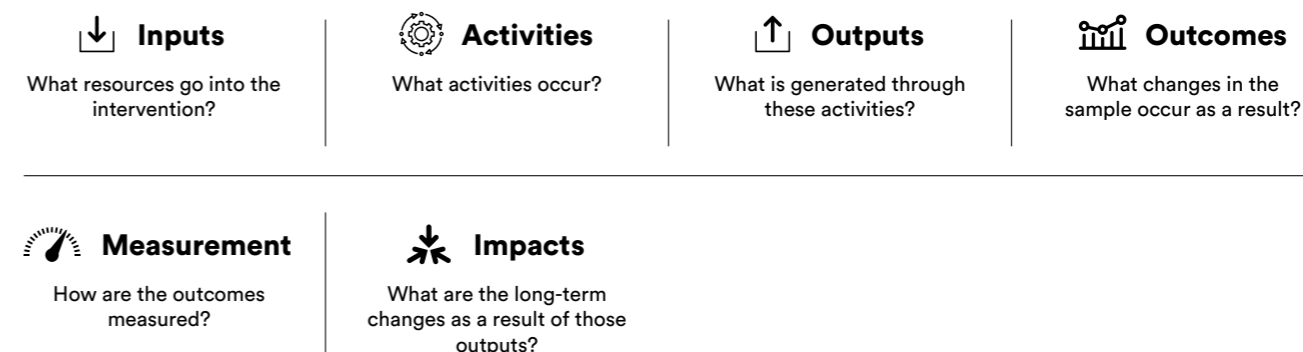 Inputs
What resources go into the
intervention?
Activities
What activities occur?
Outputs
What is generated through
these activities?
Outcomes
What changes in the
sample occur as a result?
Measurement
How are the outcomes
measured?
Impacts
What are the long-term
changes as a result of those
outputs?